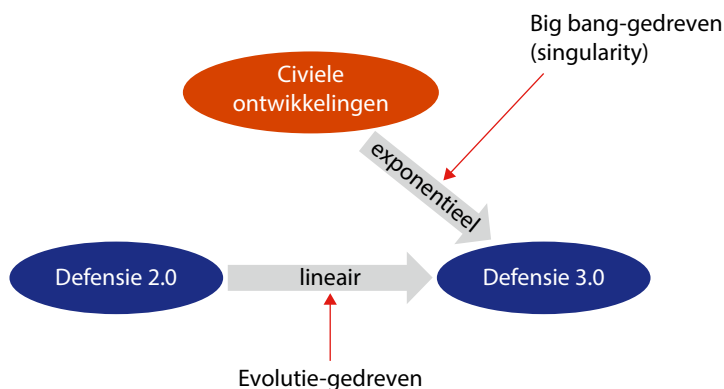 Big bang-gedreven
(singularity)
Civiele
ontwikkelingen
exponentieel
Defensie 2.0
lineair
Defensie 3.0
Evolutie-gedreven